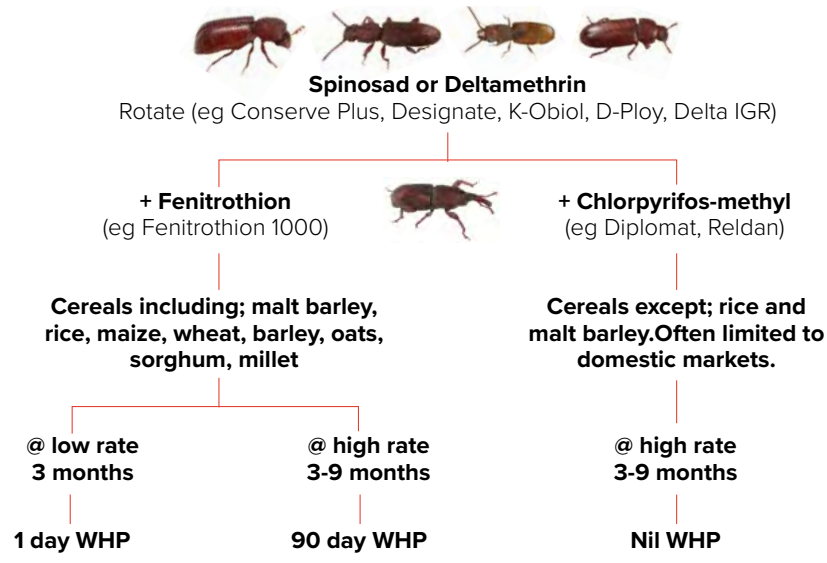 Spinosad or Deltamethrin
Rotate (eg Conserve Plus, Designate, K-Obiol, D-Ploy, Delta IGR)
+ Fenitrothion
(eg Fenitrothion 1000)
+ Chlorpyrifos-methyl
(eg Diplomat, Reldan)
Cereals including; malt barley,
rice, maize, wheat, barley, oats,
sorghum, millet
Cereals except; rice and
malt barley.Often limited to
domestic markets.
@ low rate
3 months
@ high rate
3-9 months
@ high rate
3-9 months
1 day WHP
90 day WHP
Nil WHP